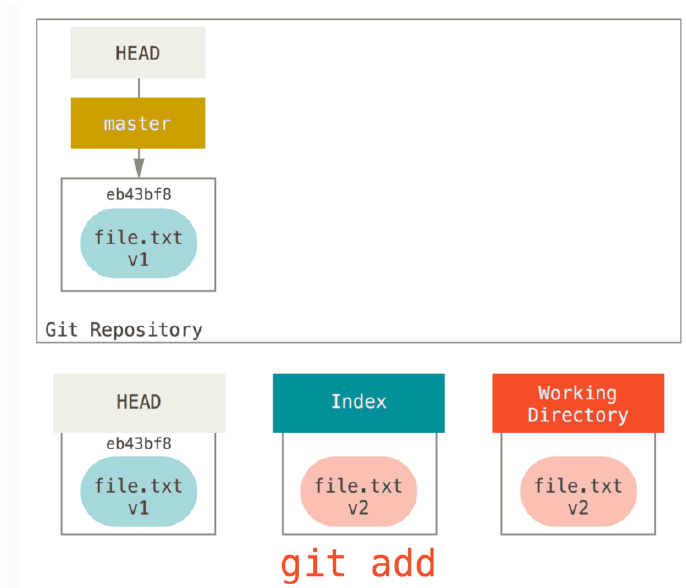 HEAD
master
eb43bf8
file.txt
v1
Git Repository
HEAD
eb43bf8
file.txt
v1
Index
file.txt
v2
Working
Directory
file.txt
v2
git add